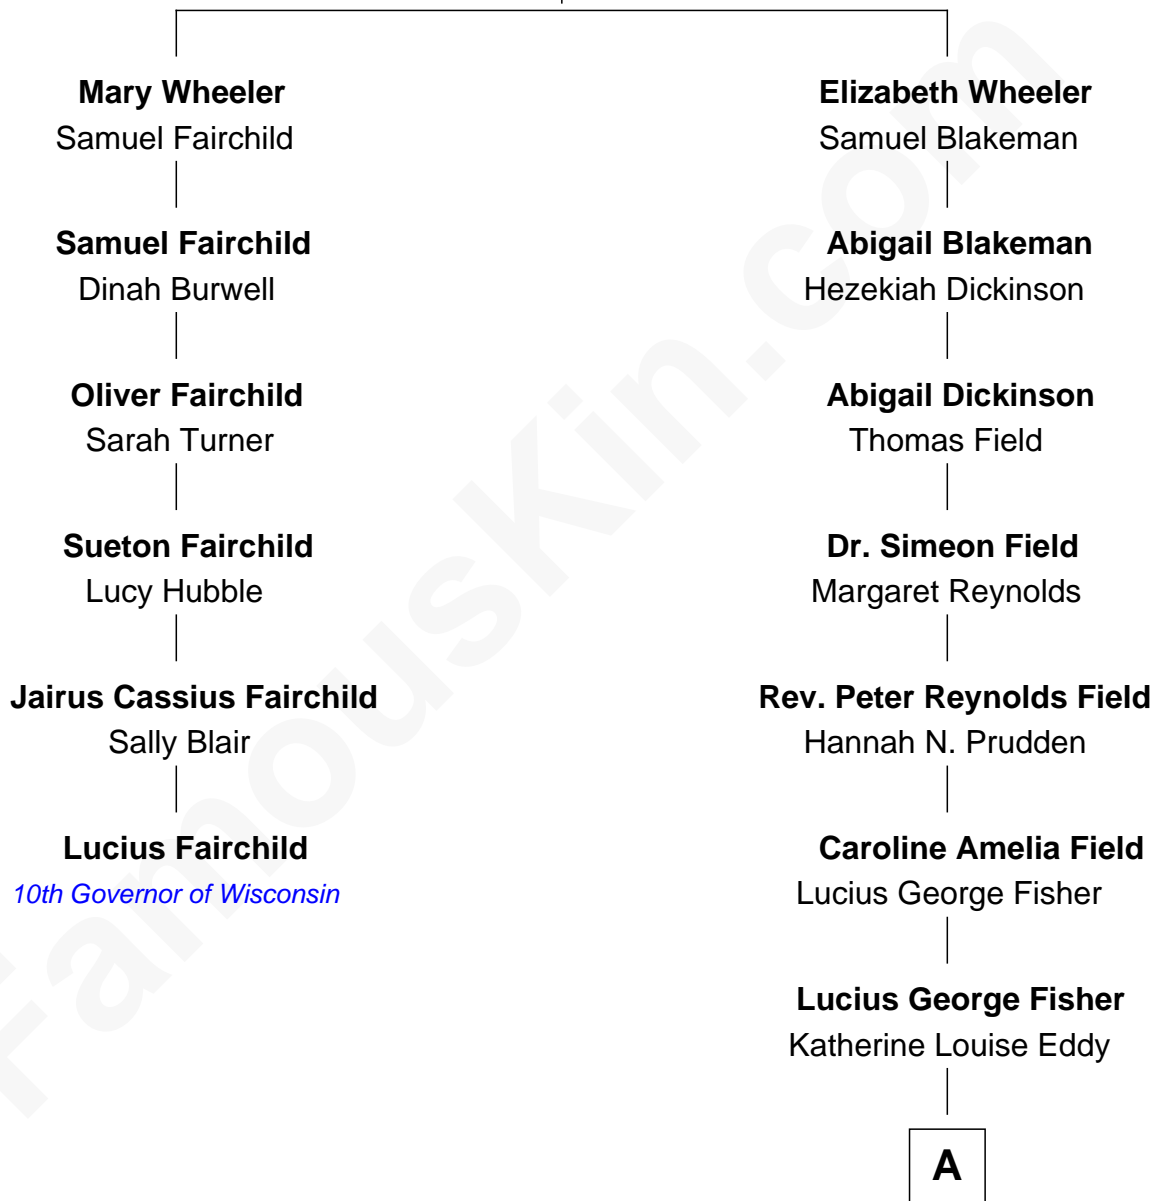 Mary Wheeler
Samuel Fairchild
Elizabeth Wheeler
Samuel Blakeman
Samuel Fairchild
Dinah Burwell
Abigail Blakeman
Hezekiah Dickinson
Oliver Fairchild
Sarah Turner
Abigail Dickinson
Thomas Field
Sueton Fairchild
Lucy Hubble
Dr. Simeon Field
Margaret Reynolds
Jairus Cassius Fairchild
Sally Blair
Rev. Peter Reynolds Field
Hannah N. Prudden
Lucius Fairchild
10th Governor of Wisconsin
Caroline Amelia Field
Lucius George Fisher
Lucius George Fisher
Katherine Louise Eddy
A
FamousKin.com